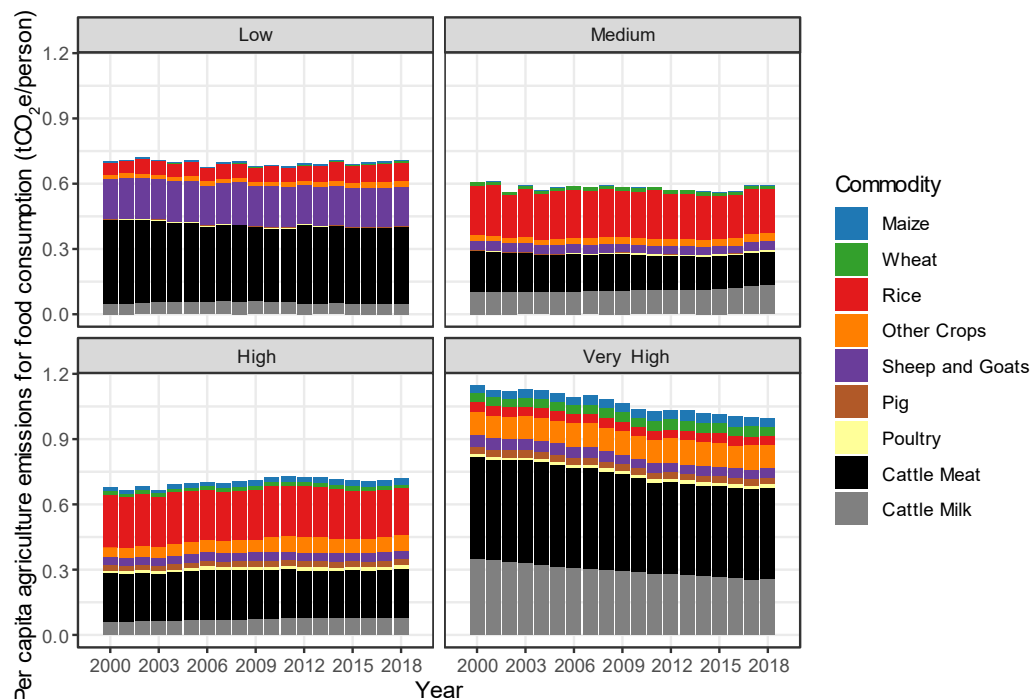 Per capita agriculture emissions for food consumption (tCO₂e/person)
Low
Medium
1.2
0.9
0.6
0.3
0.0
High
Very High
1.2
0.9
0.6
0.3
0.0
2000 2003 2006 2009 2012 2015 2018
2000 2003 2006 2009 2012 2015 2018
Year
Commodity
Maize
Wheat
Rice
Other Crops
Sheep and Goats
Pig
Poultry
Cattle Meat
Cattle Milk